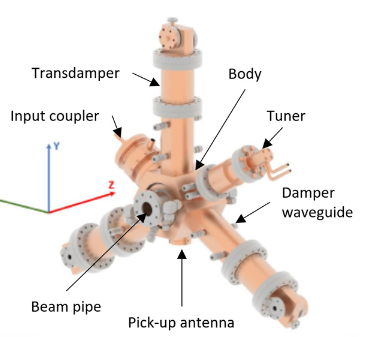 Transdamper
Body
Input coupler
Tuner
Y
Z
Damper
waveguide
Beam pipe
Pick-up antenna